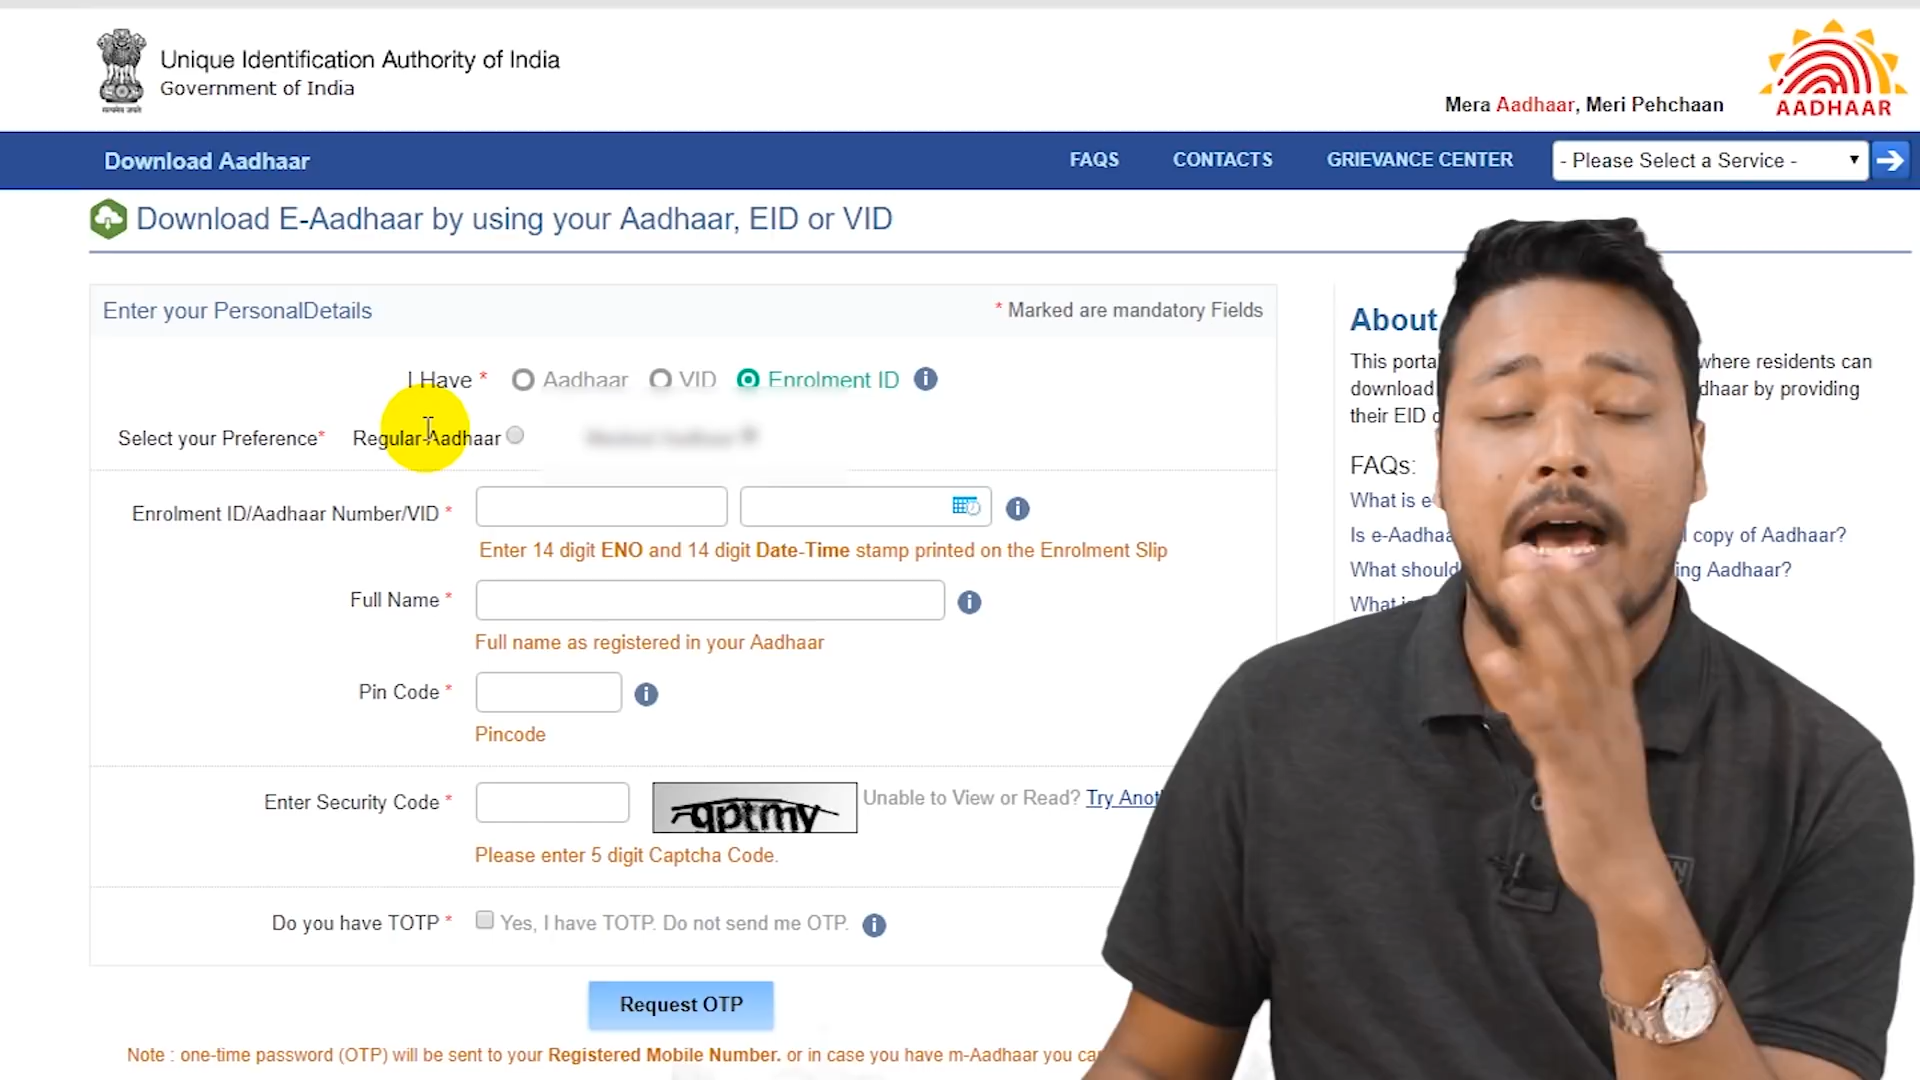 Unique Identification Authority of India
Government of India
सत्यमेव जयते
Mera Aadhaar, Meri Pehchaan
AADHAAR
Download Aadhaar
FAQS
CONTACTS
GRIEVANCE CENTER
- Please Select a Service -
Download E-Aadhaar by using your Aadhaar, EID or VID
Enter your PersonalDetails
* Marked are mandatory Fields
I Have * Aadhaar VID Enrolment ID
Select your Preference* Regular-Aadhaar
Enrolment ID/Aadhaar Number/VID *
Enter 14 digit ENO and 14 digit Date-Time stamp printed on the Enrolment Slip
Full Name *
Full name as registered in your Aadhaar
Pin Code *
Pincode
Enter Security Code *
qptmy
Unable to View or Read? Try
Please enter 5 digit Captcha Code.
Do you have TOTP * Yes, I have TOTP. Do not send me OTP.
Request OTP
Note : one-time password (OTP) will be sent to your Registered Mobile Number. or in case you have m-Aadhaar you
About
This where residents can
download by providing
their EID
FAQs:
What is
Is copy of Aadhaar?
What should Aadhaar?
What